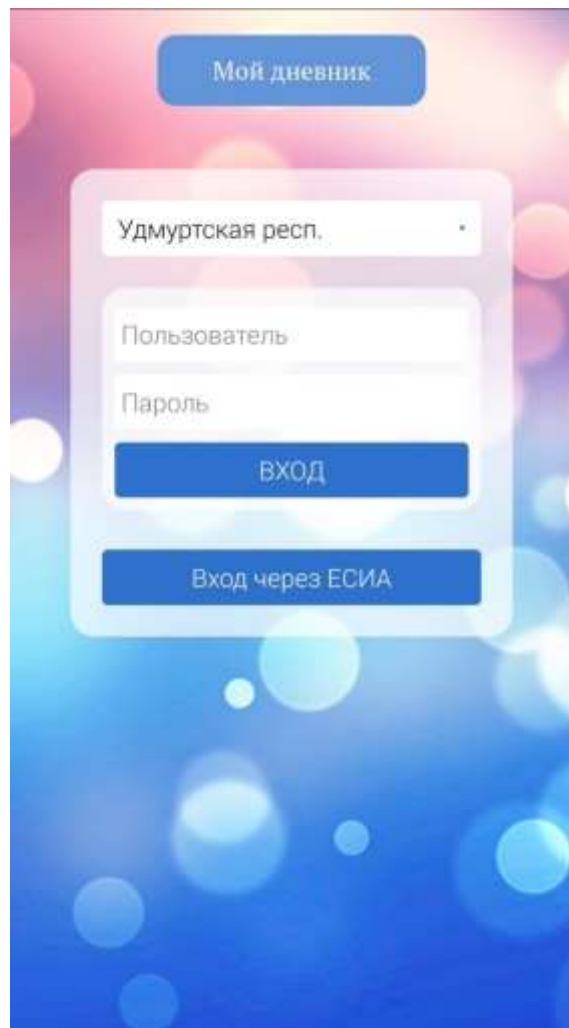 Мой дневник
Удмуртская респ.
Пользователь
Пароль
ВХОД
Вход через ЕСИА